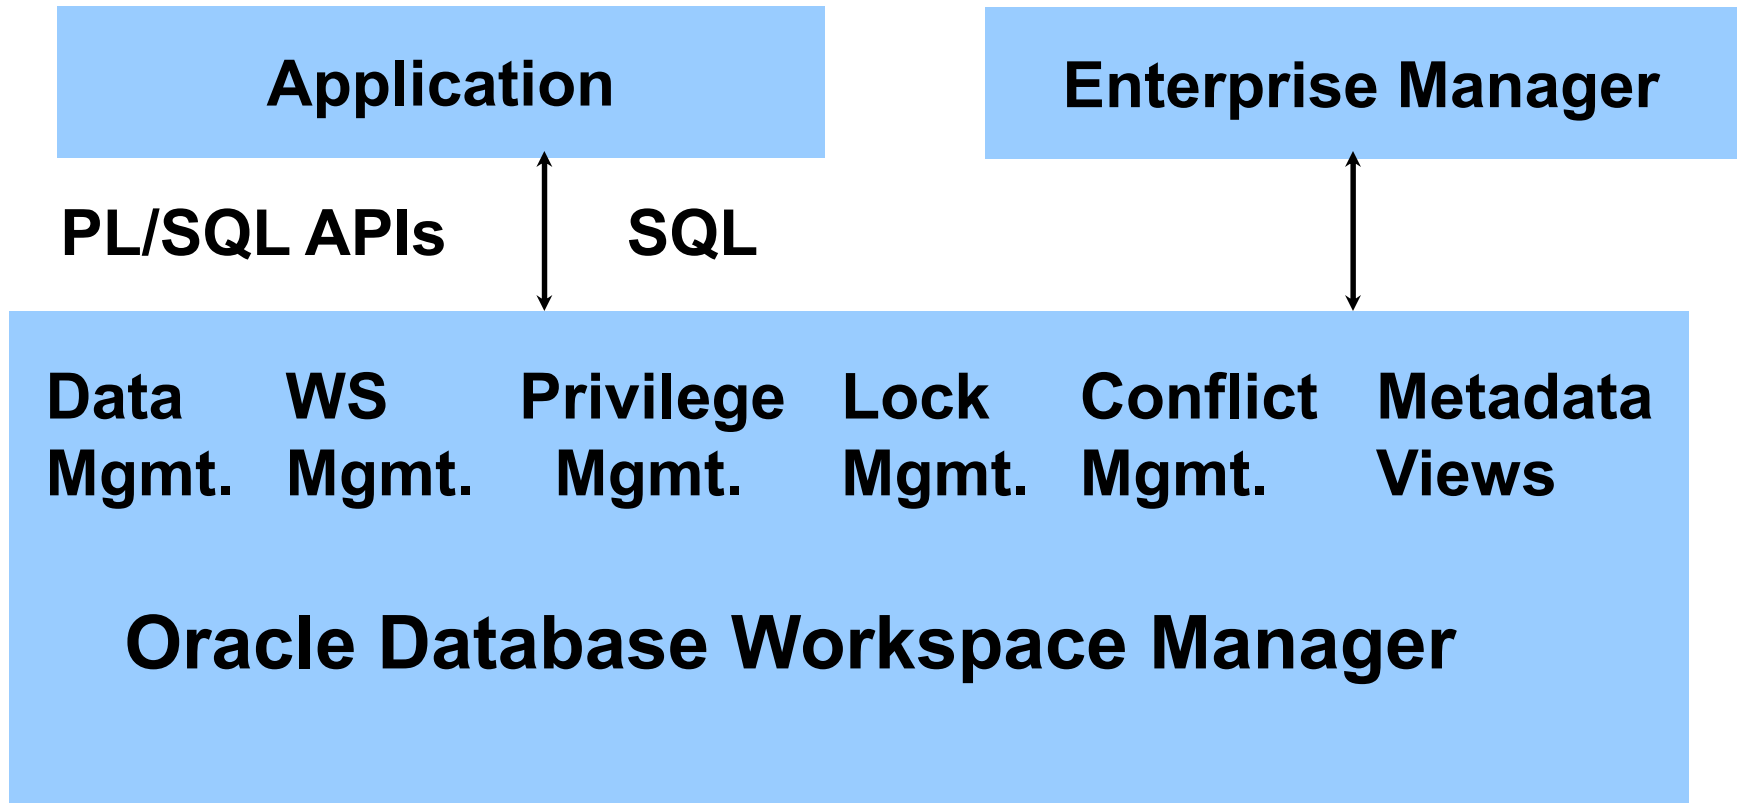 Application
Enterprise Manager
PL/SQL APIs
SQL
Data WS Privilege Lock Conflict Metadata
Mgmt. Mgmt. Mgmt. Mgmt. Mgmt. Views
Oracle Database Workspace Manager